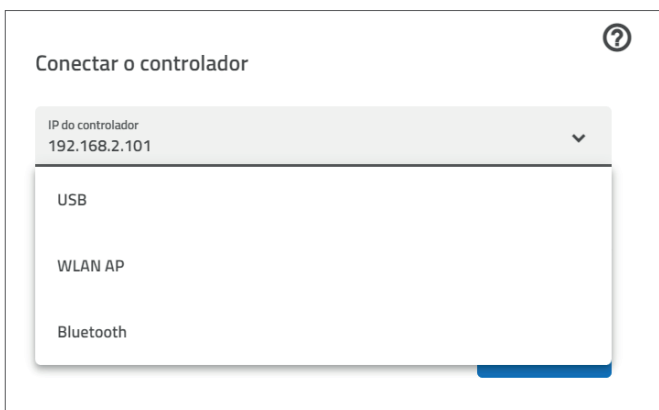 Conectar o controlador
IP do controlador
192.168.2.101
USB
WLAN AP
Bluetooth